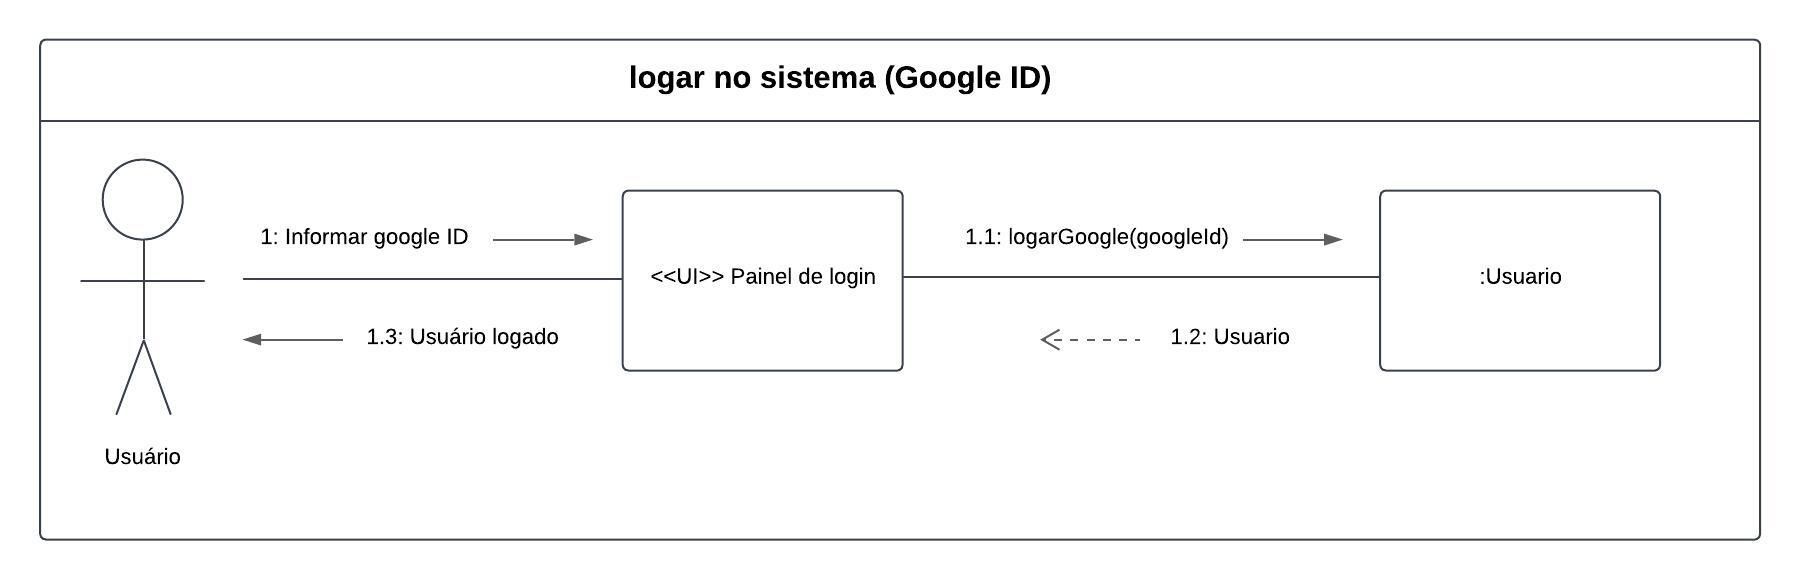 logar no sistema (Google ID)
1: Informar google ID
1.1: logarGoogle(googleId)
<<UI>> Painel de login
:Usuario
1.3: Usuário logado
1.2: Usuario
Usuário